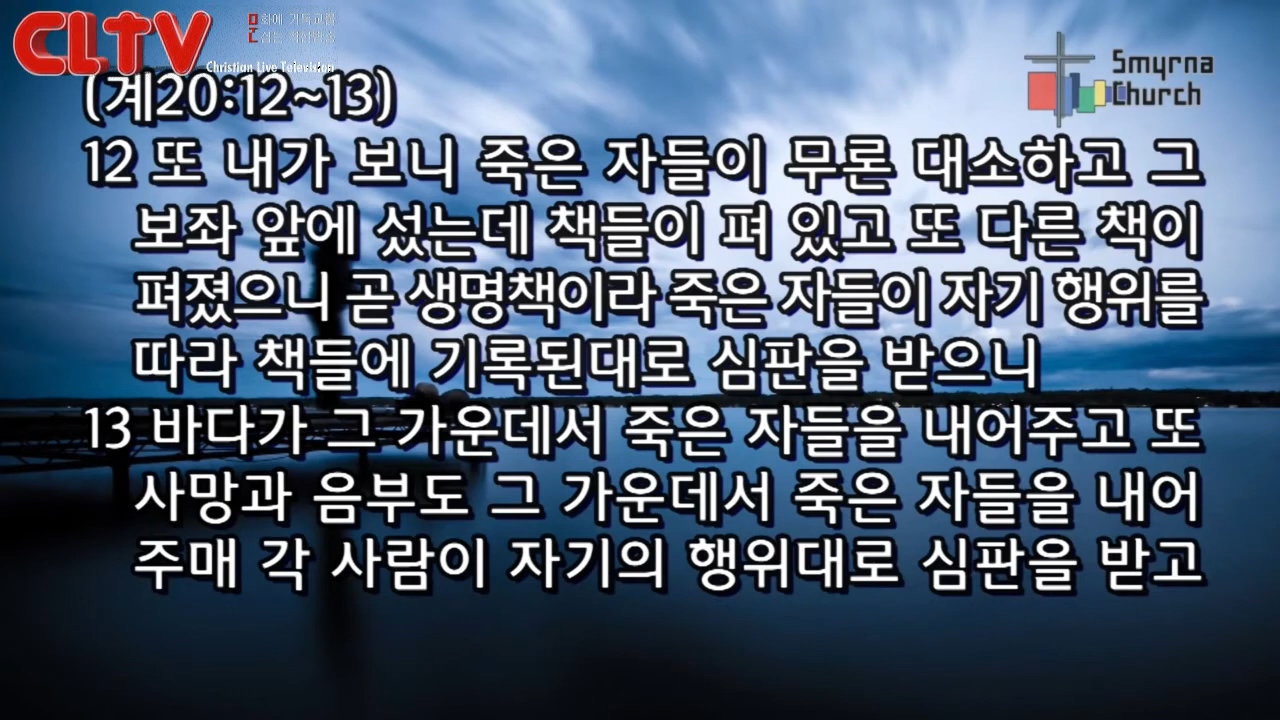 CLTV
Christian Live Television
Smyrna
Church
(계20:12~13)
12 또 내가 보니 죽은 자들이 무론 대소하고 그
보좌 앞에 섰는데 책들이 펴 있고 또 다른 책이
펴졌으니 곧 생명책이라 죽은 자들이 자기 행위를
따라 책들에 기록된대로 심판을 받으니
13 바다가 그 가운데서 죽은 자들을 내어주고 또
사망과 음부도 그 가운데서 죽은 자들을 내어
주매 각 사람이 자기의 행위대로 심판을 받고